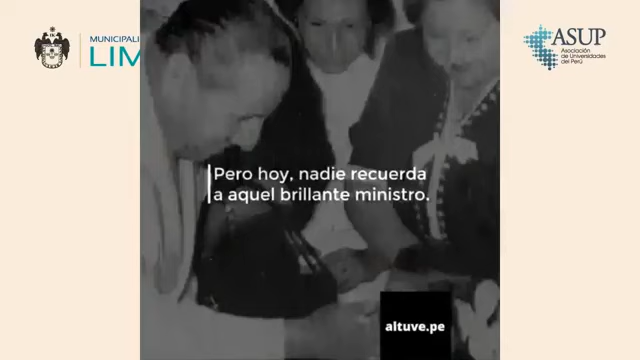 MUNICIPALI
LIM
ASUP
Asociación
de Universidades
del Perú
Pero hoy, nadie recuerda
a aquel brillante ministro.
altuve.pe